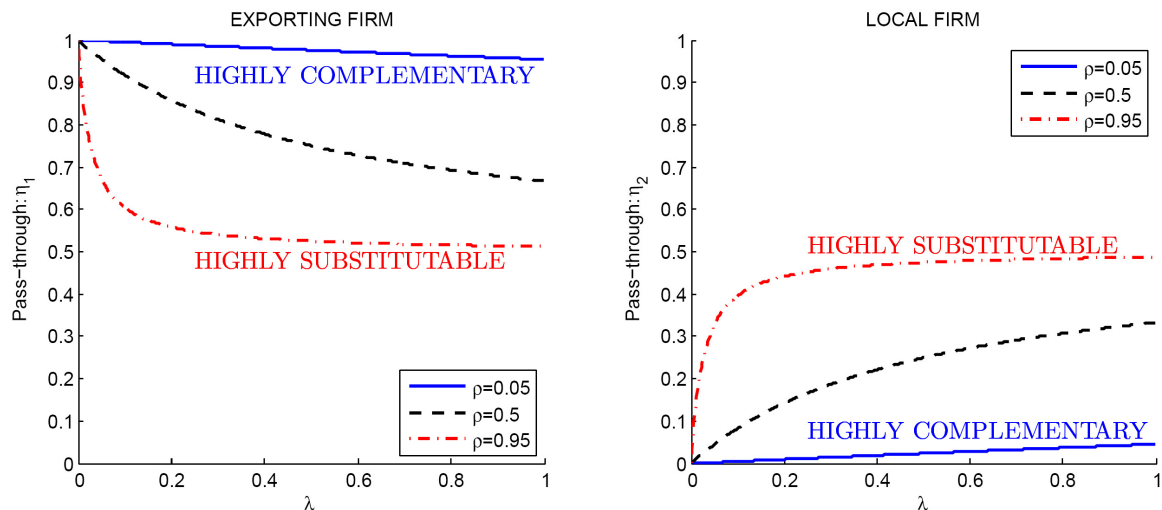 EXPORTING FIRM
Pass−through:η1
1
0.9
0.8
0.7
0.6
0.5
0.4
0.3
0.2
0.1
0
HIGHLY COMPLEMENTARY
HIGHLY SUBSTITUTABLE
ρ=0.05
ρ=0.5
ρ=0.95
0 0.2 0.4 0.6 0.8 1
λ
LOCAL FIRM
Pass−through:η2
1
0.9
0.8
0.7
0.6
0.5
0.4
0.3
0.2
0.1
0
ρ=0.05
ρ=0.5
ρ=0.95
HIGHLY SUBSTITUTABLE
HIGHLY COMPLEMENTARY
0 0.2 0.4 0.6 0.8 1
λ